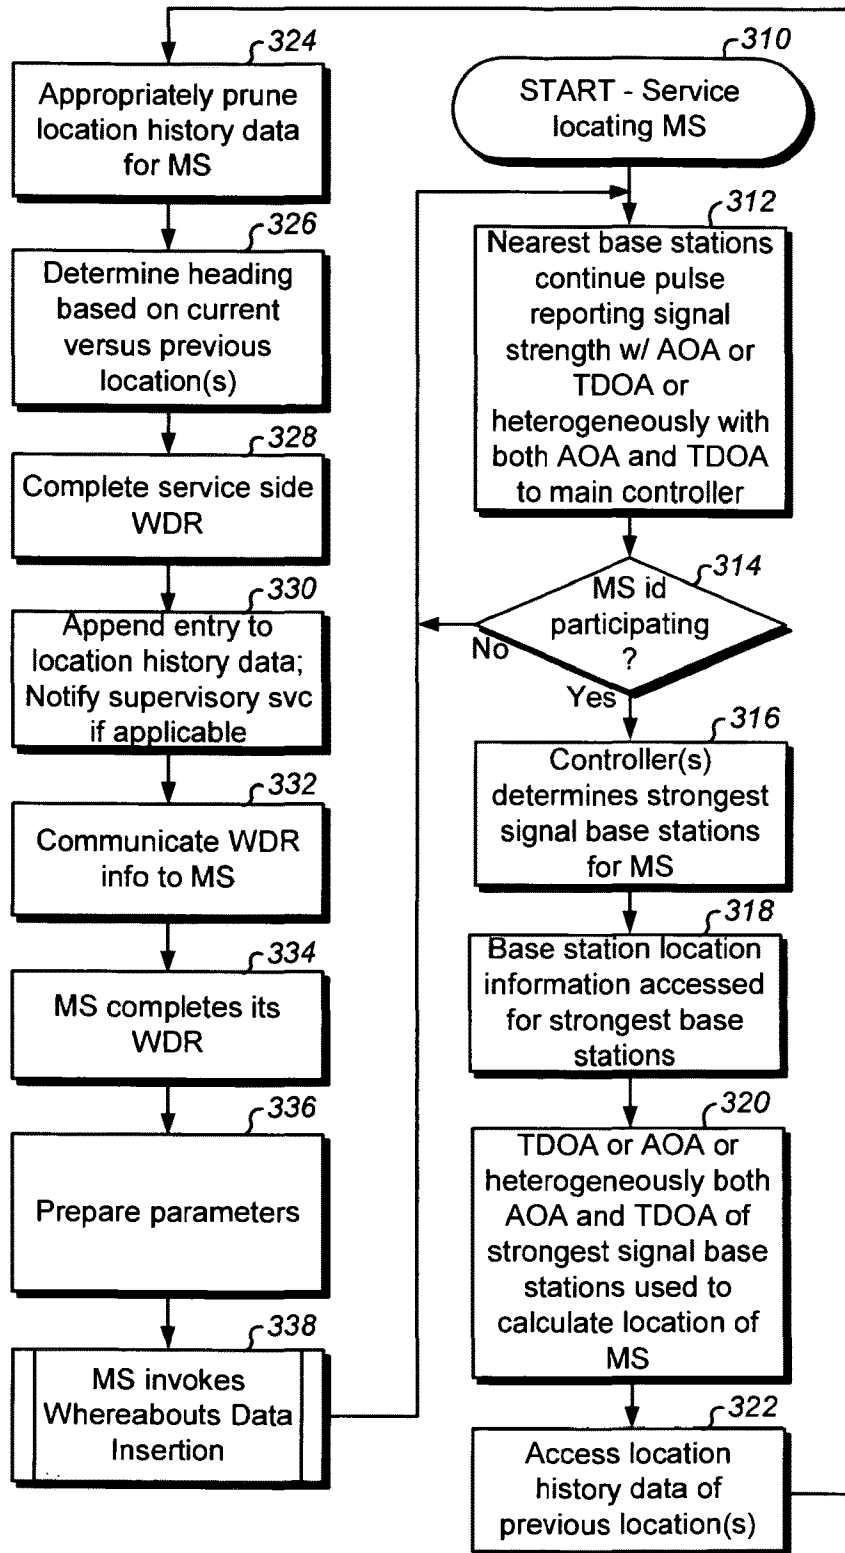 310
START - Service
locating MS
312
Nearest base stations
continue pulse
reporting signal
strength w/ AOA or
TDOA or
heterogeneously with
both AOA and TDOA
to main controller
314
MS id
participating
?
No
Yes
316
Controller(s)
determines strongest
signal base stations
for MS
318
Base station location
information accessed
for strongest base
stations
320
TDOA or AOA or
heterogeneously both
AOA and TDOA of
strongest signal base
stations used to
calculate location of
MS
322
Access location
history data of
previous location(s)
324
Appropriately prune
location history data
for MS
326
Determine heading
based on current
versus previous
location(s)
328
Complete service side
WDR
330
Append entry to
location history data;
Notify supervisory svc
if applicable
332
Communicate WDR
info to MS
334
MS completes its
WDR
336
Prepare parameters
338
MS invokes
Whereabouts Data
Insertion